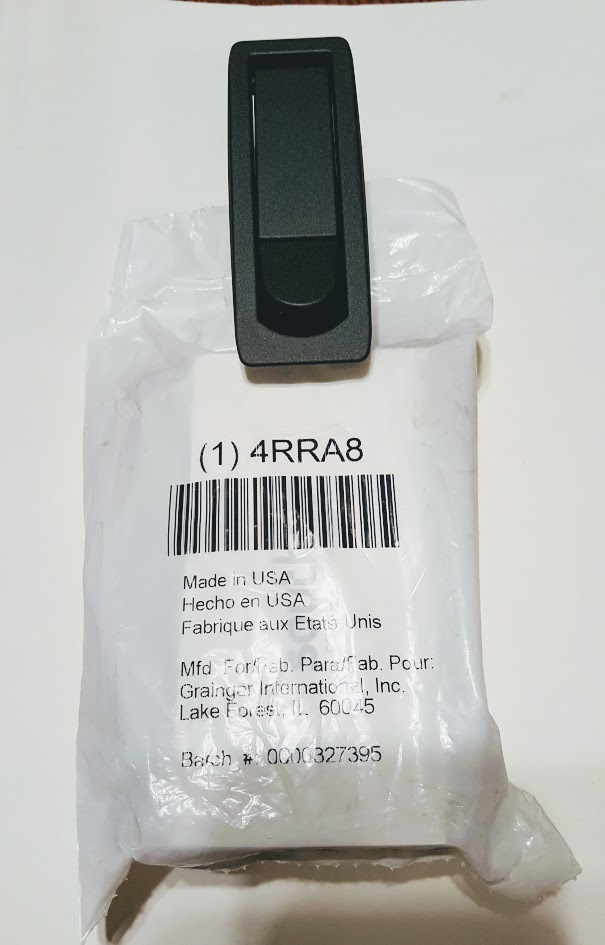 (1) 4RRA8
Made in USA
Hecho en USA
Fabrique aux Etats-Unis
Mfd. For/Fab. Para/Fab. Pour:
Grainger International, Inc.
Lake Forest, IL. 60045
Batch #: 0000327395